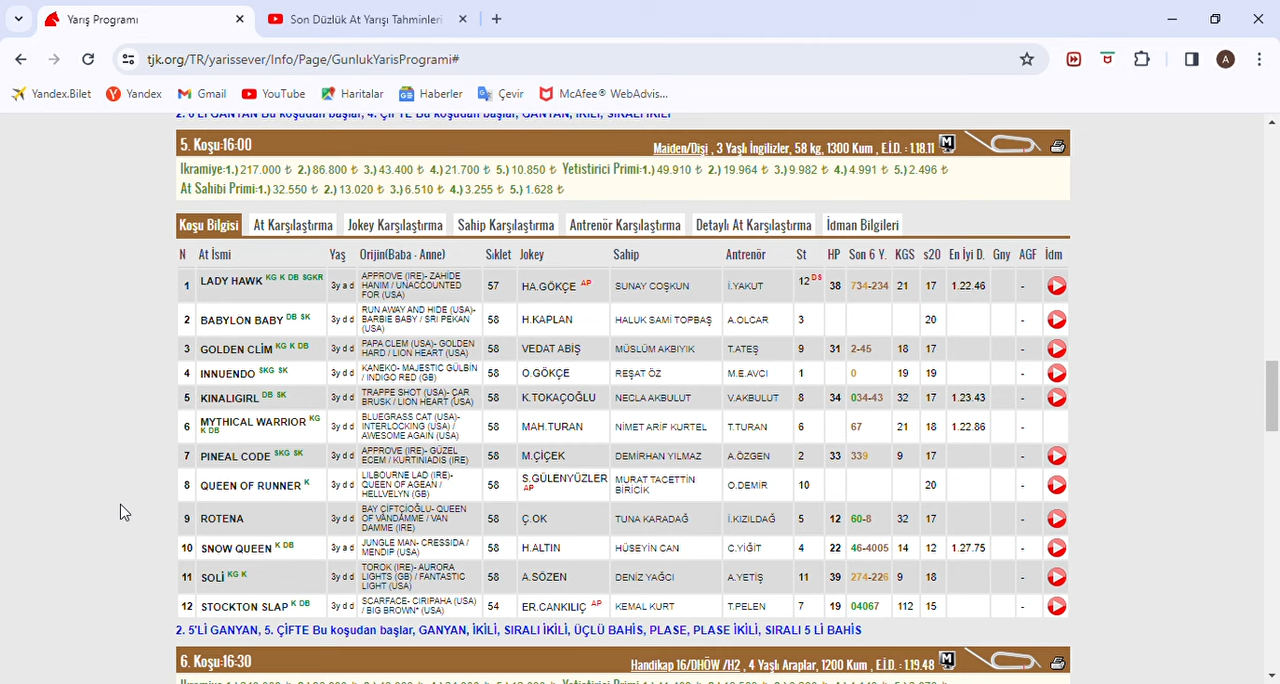 Yarış Programı
Son Düzlük At Yarışı Tahminleri
tjk.org/TR/yarissever/Info/Page/GunlukYarisProgrami#
A
Yandex.Bilet Yandex Gmail YouTube Haritalar Haberler Çevir McAfee® WebAdvis...
2. 6'LI GANYAN Bu koşudan başlar, 4. ÇİFTE Bu koşudan başlar, GANYAN, İKİLİ, SIRALI İKİLİ
5. Koşu:16:00 Maiden/Dişi , 3 Yaşlı İngilizler, 58 kg, 1300 Kum , E.İ.D. : 1.18.11 M
İkramiye:1.) 217.000 ₺ 2.) 86.800 ₺ 3.) 43.400 ₺ 4.) 21.700 ₺ 5.) 10.850 ₺ Yetistirici Primi:1.) 49.910 ₺ 2.) 19.964 ₺ 3.) 9.982 ₺ 4.) 4.991 ₺ 5.) 2.496 ₺
At Sahibi Primi:1.) 32.550 ₺ 2.) 13.020 ₺ 3.) 6.510 ₺ 4.) 3.255 ₺ 5.) 1.628 ₺
Koşu Bilgisi At Karşılaştırma Jokey Karşılaştırma Sahip Karşılaştırma Antrenör Karşılaştırma Detaylı At Karşılaştırma İdman Bilgileri
N At İsmi Yaş Orijin(Baba - Anne) Sıklet Jokey Sahip Antrenör St HP Son 6 Y. KGS s20 En İyi D. Gny AGF İdm
1 LADY HAWK KG K DB SGKR 3y a d APPROVE (IRE)- ZAHİDE HANIM / UNACCOUNTED FOR (USA) 57 HA.GÖKÇE AP SUNAY COŞKUN İ.YAKUT 12 DS 38 734-234 21 17 1.22.46 -
2 BABYLON BABY DB SK 3y d d RUN AWAY AND HIDE (USA)- BARBIE BABY / SRI PEKAN (USA) 58 H.KAPLAN HALUK SAMİ TOPBAŞ A.OLCAR 3 20 -
3 GOLDEN CLİM KG K DB 3y d d PAPA CLEM (USA)- GOLDEN HARD / LION HEART (USA) 58 VEDAT ABİŞ MÜSLÜM AKBIYIK T.ATEŞ 9 31 2-45 18 17 -
4 INNUENDO SKG SK 3y d d KANEKO- MAJESTIC GÜLBİN / INDIGO RED (GB) 58 O.GÖKÇE REŞAT ÖZ M.E.AVCI 1 0 19 19 -
5 KINALIGIRL DB SK 3y d d TRAPPE SHOT (USA)- CAR BRUSK / LION HEART (USA) 58 K.TOKAÇOĞLU NECLA AKBULUT V.AKBULUT 8 34 034-43 32 17 1.23.43 -
6 MYTHICAL WARRIOR KG K DB 3y d d BLUEGRASS CAT (USA)- INTERLOCKING (USA) / AWESOME AGAIN (USA) 58 MAH.TURAN NİMET ARİF KURTEL T.TURAN 6 67 21 18 1.22.86 -
7 PINEAL CODE SKG SK 3y d d APPROVE (IRE)- GÜZEL ECEM / KURTINIADIS (IRE) 58 M.ÇİÇEK DEMİRHAN YILMAZ A.ÖZGEN 2 33 339 9 17 -
8 QUEEN OF RUNNER K 3y d d LILBOURNE LAD (IRE)- QUEEN OF AGEAN / HELLVELYN (GB) 58 S.GÜLENYÜZLER AP MURAT TACETTİN BİRİCİK O.DEMİR 10 20 -
9 ROTENA 3y d d BAY ÇİFTÇİOĞLU- QUEEN OF VANDAMME / VAN DAMME (IRE) 58 Ç.OK TUNA KARADAĞ İ.KIZILDAĞ 5 12 60-8 32 17 -
10 SNOW QUEEN K DB 3y a d JUNGLE MAN- CRESSIDA / MENDIP (USA) 58 H.ALTIN HÜSEYİN CAN C.YİĞİT 4 22 46-4005 14 12 1.27.75 -
11 SOLİ KG K 3y d d TOROK (IRE)- AURORA LIGHTS (GB) / FANTASTIC LIGHT (USA) 58 A.SÖZEN DENİZ YAĞCI A.YETİŞ 11 39 274-226 9 18 -
12 STOCKTON SLAP K DB 3y d d SCARFACE- CIRIPAHA (USA) / BIG BROWN* (USA) 54 ER.CANKILIÇ AP KEMAL KURT T.PELEN 7 19 04067 112 15 -
2. 5'Lİ GANYAN, 5. ÇİFTE Bu koşudan başlar, GANYAN, İKİLİ, SIRALI İKİLİ, ÜÇLÜ BAHİS, PLASE, PLASE İKİLİ, SIRALI 5 Lİ BAHİS
6. Koşu:16:30 Handikap 16/DHÖW /H2 , 4 Yaşlı Araplar, 1200 Kum , E.İ.D. : 1.19.48 M